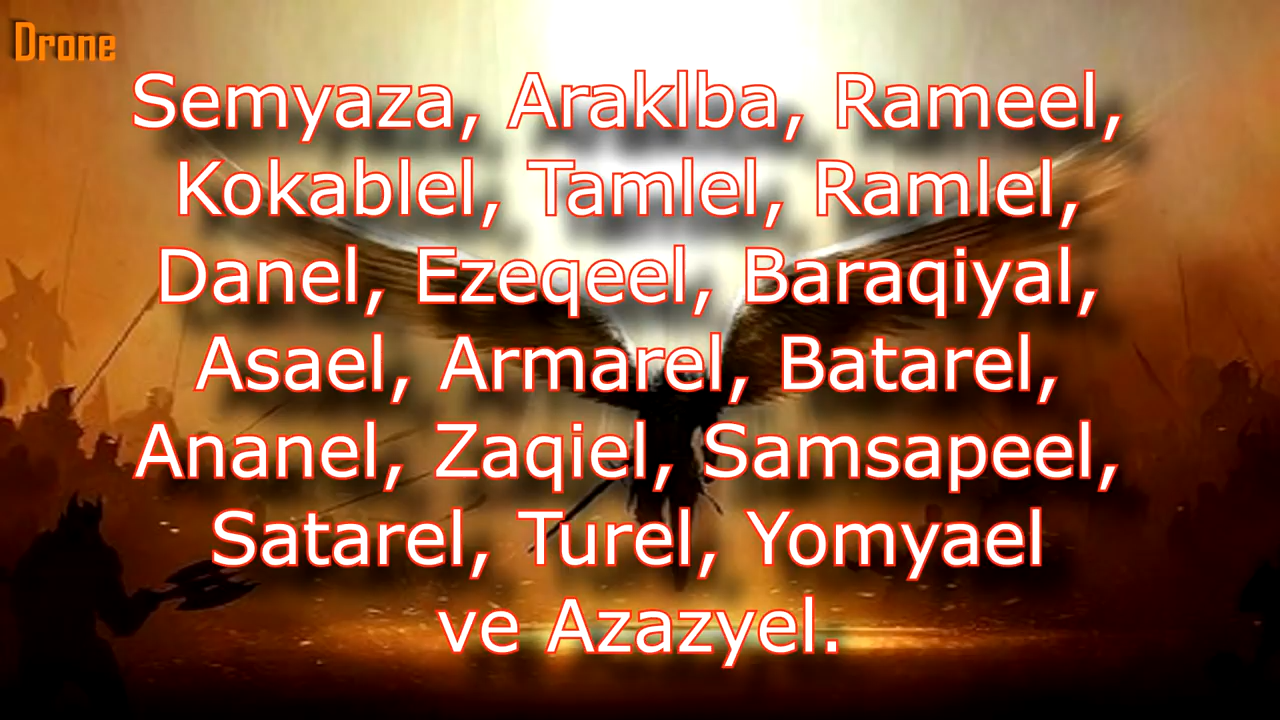 Drone
Semyaza, Araklba, Rameel,
Kokablel, Tamlel, Ramlel,
Danel, Ezeqeel, Baraqiyal,
Asael, Armarel, Batarel,
Ananel, Zaqiel, Samsapeel,
Satarel, Turel, Yomyael
ve Azazyel.